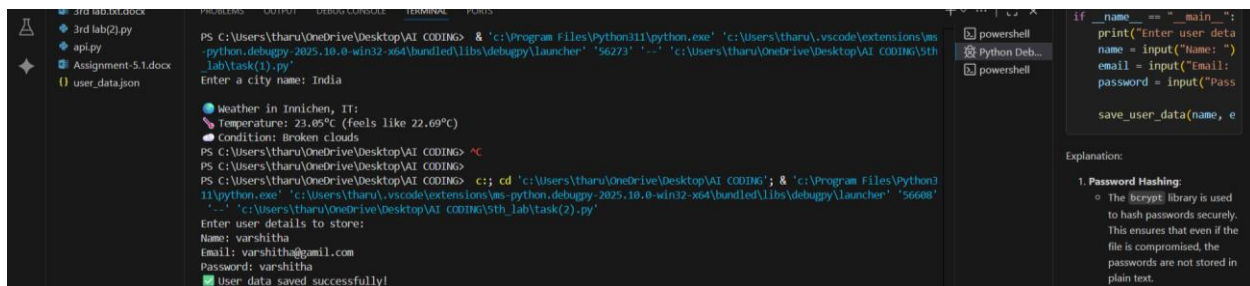 3rd lab.txt.docx
3rd lab(2).py
api.py
Assignment-5.1.docx
{} user_data.json
PROBLEMS OUTPUT DEBUG CONSOLE TERMINAL PORTS
PS C:\Users\tharu\OneDrive\Desktop\AI CODING> & 'c:\Program Files\Python311\python.exe' 'c:\Users\tharu\.vscode\extensions\ms
-python.debugpy-2025.10.0-win32-x64\bundled\libs\debugpy\launcher' '56273' '--' 'c:\Users\tharu\OneDrive\Desktop\AI CODING\5th
_lab\task(1).py'
Enter a city name: India
Weather in Innichen, IT:
Temperature: 23.05°C (feels like 22.69°C)
Condition: Broken clouds
PS C:\Users\tharu\OneDrive\Desktop\AI CODING> ^C
PS C:\Users\tharu\OneDrive\Desktop\AI CODING>
PS C:\Users\tharu\OneDrive\Desktop\AI CODING> c:; cd 'c:\Users\tharu\OneDrive\Desktop\AI CODING'; & 'c:\Program Files\Python3
11\python.exe' 'c:\Users\tharu\.vscode\extensions\ms-python.debugpy-2025.10.0-win32-x64\bundled\libs\debugpy\launcher' '56608'
'--' 'c:\Users\tharu\OneDrive\Desktop\AI CODING\5th_lab\task(2).py'
Enter user details to store:
Name: varshitha
Email: varshitha@gamil.com
Password: varshitha
User data saved successfully!
powershell
Python Deb...
powershell
if __name__ == "__main__":
print("Enter user deta
name = input("Name: ")
email = input("Email:
password = input("Pass
save_user_data(name, e
Explanation:
1. Password Hashing:
The bcrypt library is used
to hash passwords securely.
This ensures that even if the
file is compromised, the
passwords are not stored in
plain text.